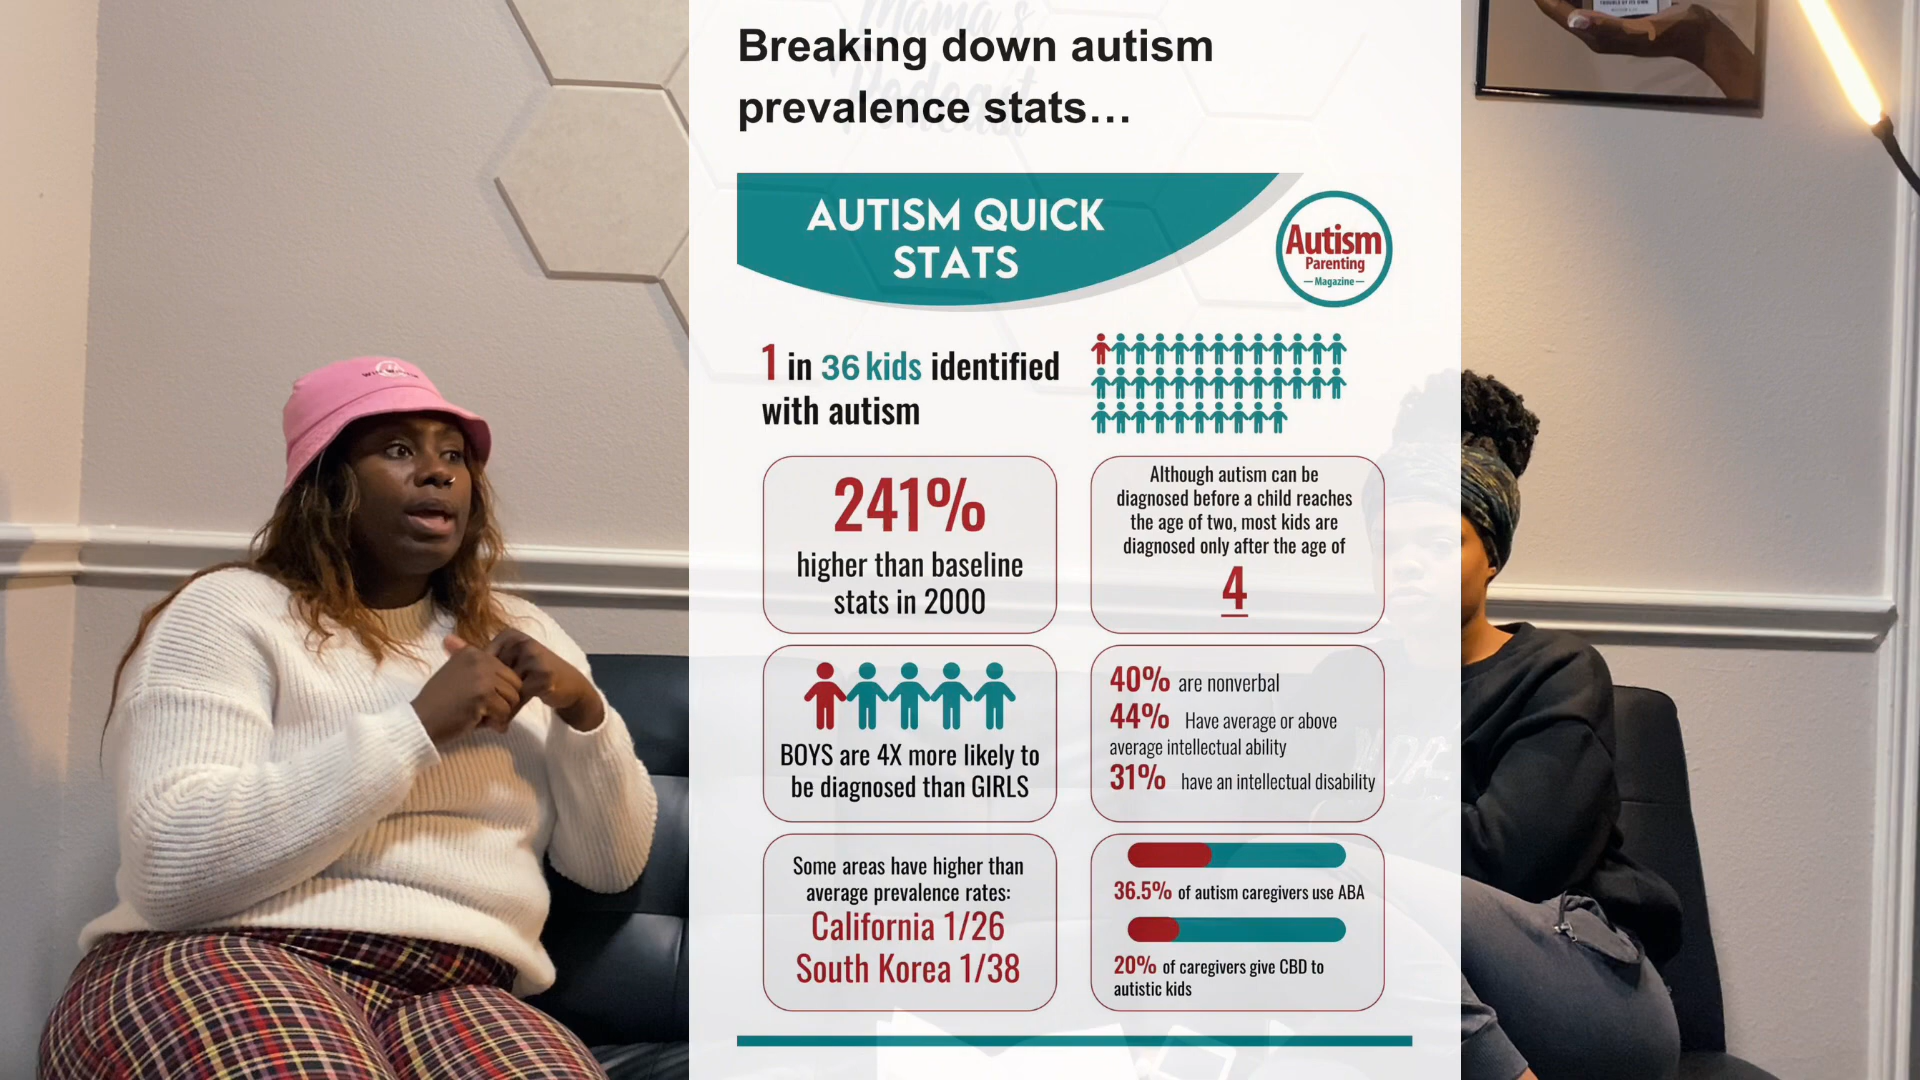 Mama's
Podcast
Breaking down autism
prevalence stats…
AUTISM QUICK
STATS
Autism
Parenting
Magazine
1 in 36 kids identified
with autism
241%
higher than baseline
stats in 2000
Although autism can be
diagnosed before a child reaches
the age of two, most kids are
diagnosed only after the age of
4
BOYS are 4X more likely to
be diagnosed than GIRLS
40% are nonverbal
44% Have average or above
average intellectual ability
31% have an intellectual disability
Some areas have higher than
average prevalence rates:
California 1/26
South Korea 1/38
36.5% of autism caregivers use ABA
20% of caregivers give CBD to
autistic kids